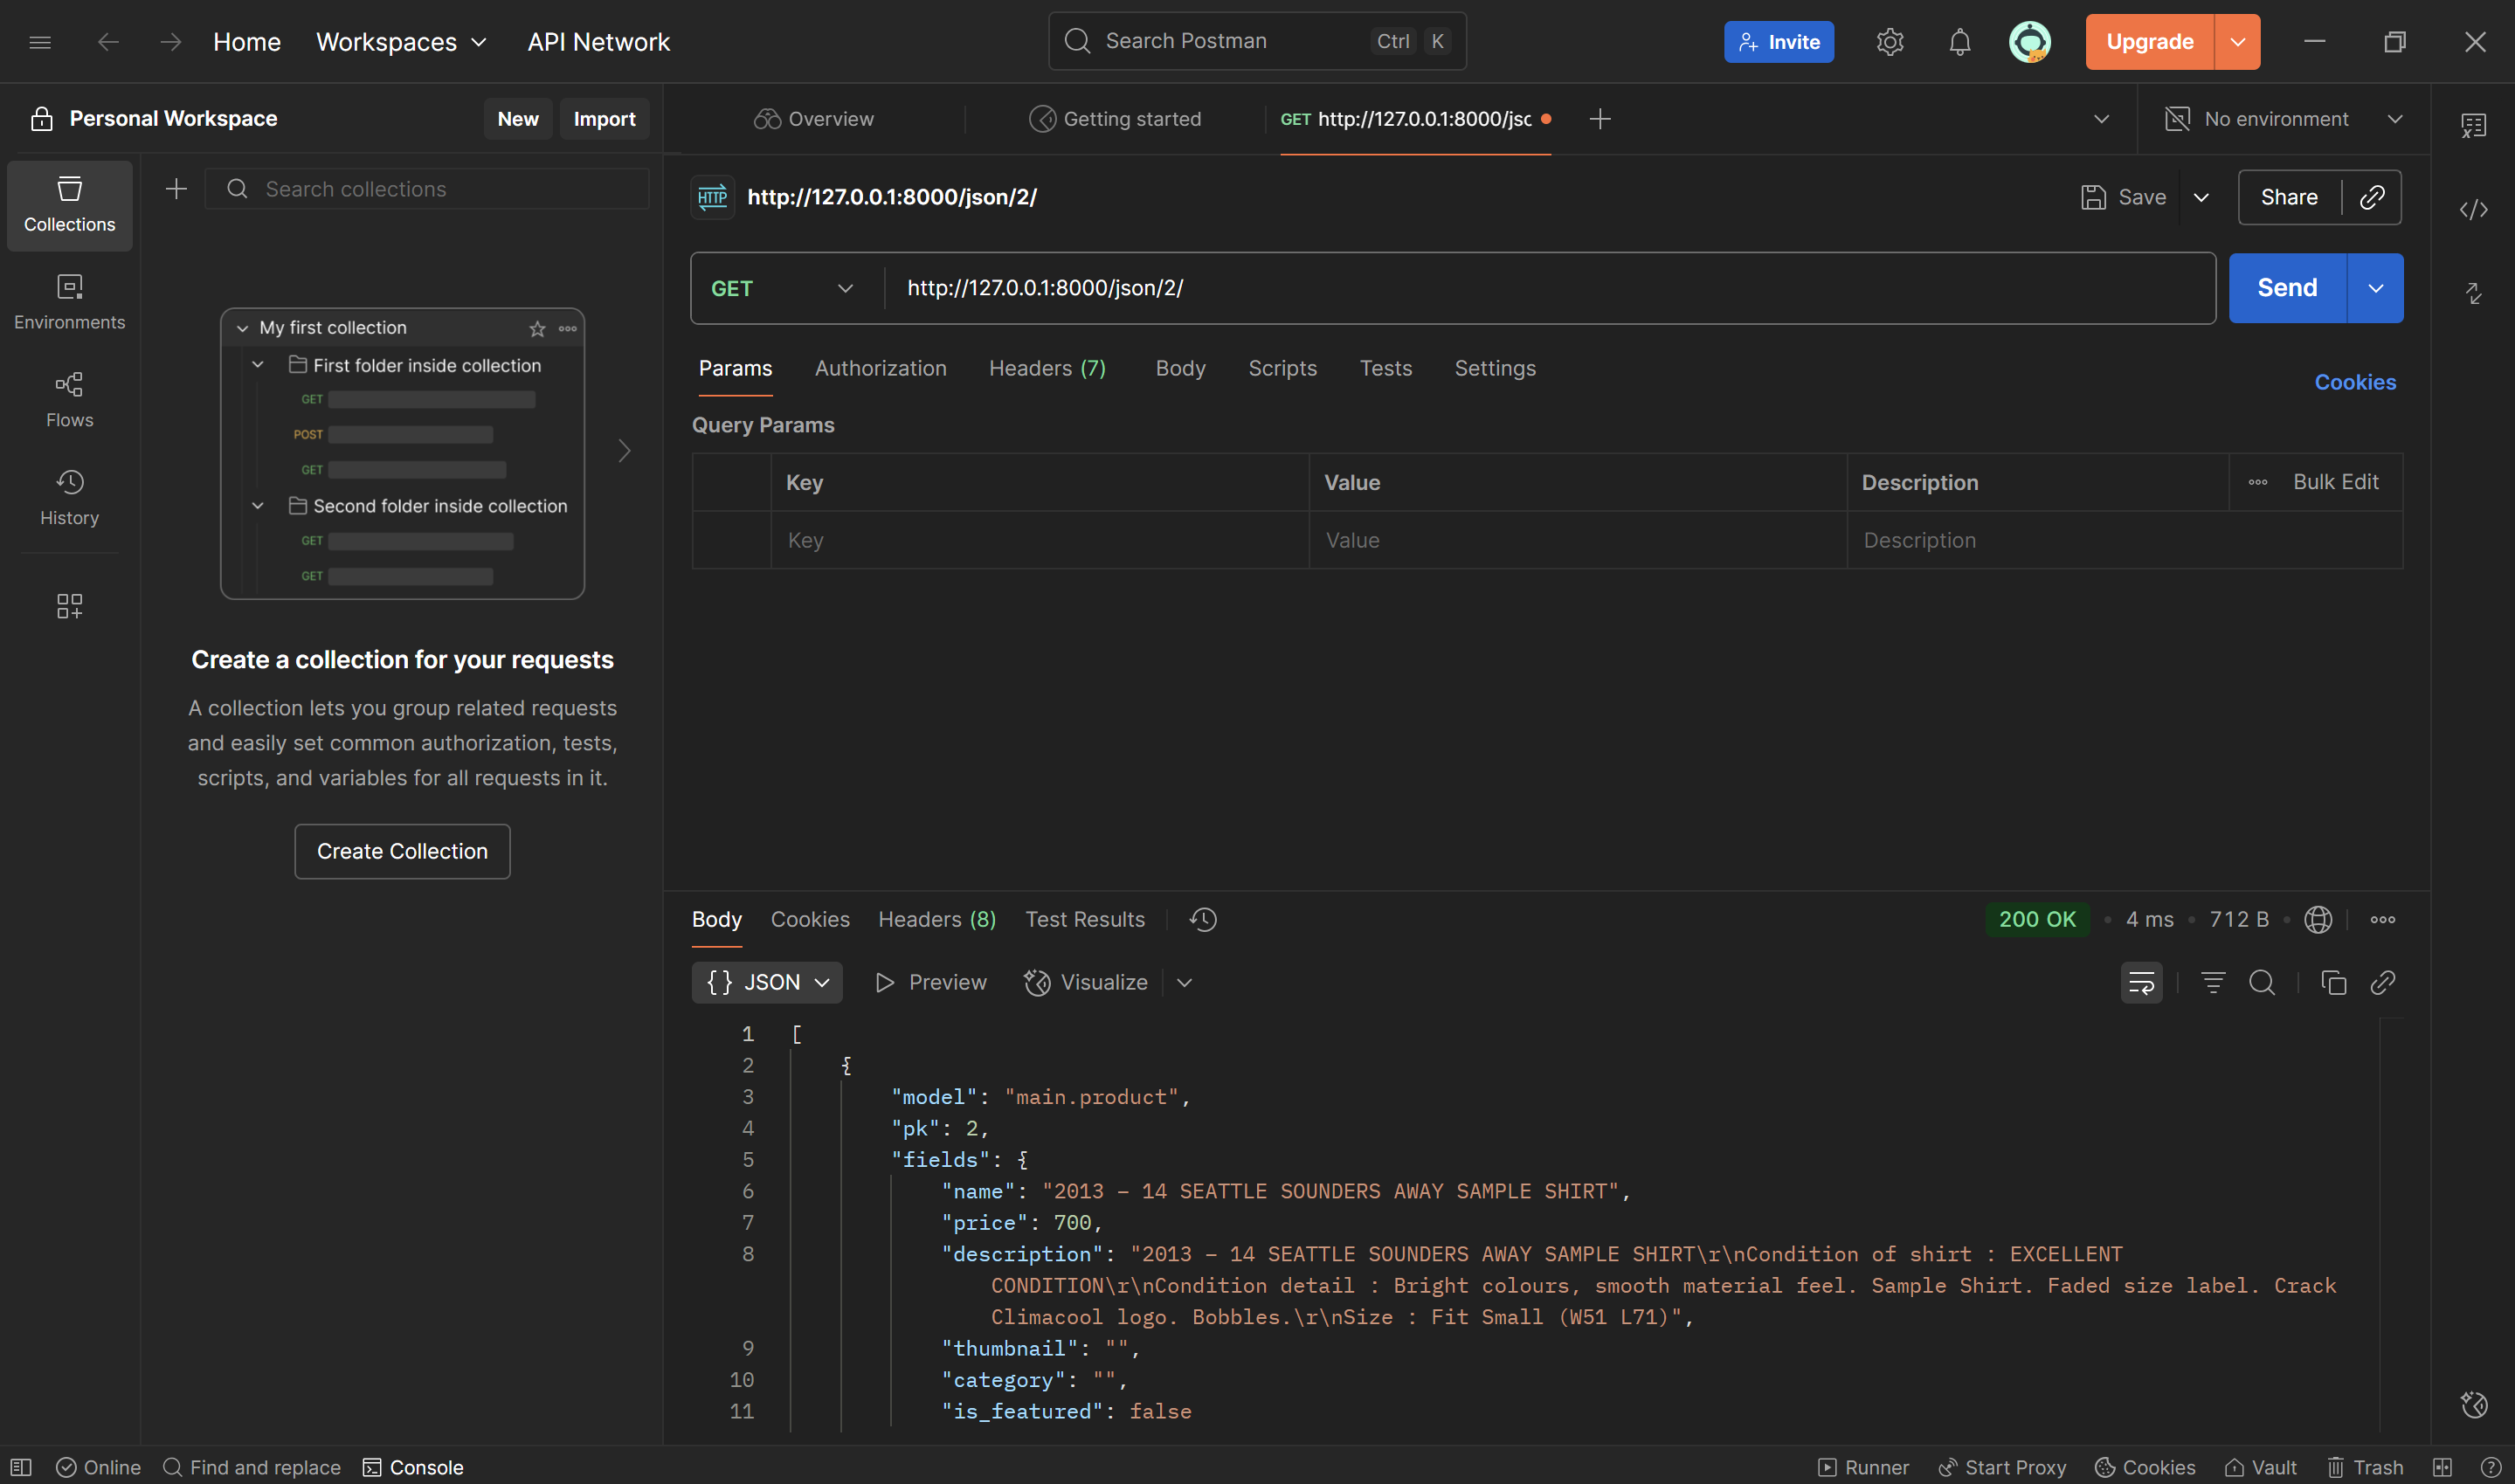 Home Workspaces API Network Search Postman Ctrl K Invite Upgrade
Personal Workspace New Import
Overview Getting started GET http://127.0.0.1:8000/jsc No environment
Collections
Environments
Flows
History
Search collections
My first collection
First folder inside collection
GET
POST
GET
Second folder inside collection
GET
GET
Create a collection for your requests
A collection lets you group related requests
and easily set common authorization, tests,
scripts, and variables for all requests in it.
Create Collection
HTTP http://127.0.0.1:8000/json/2/ Save Share
GET http://127.0.0.1:8000/json/2/ Send
Params Authorization Headers (7) Body Scripts Tests Settings Cookies
Query Params
Key Value Description Bulk Edit
Key Value Description
Body Cookies Headers (8) Test Results 200 OK 4 ms 712 B
{} JSON Preview Visualize
1 [
2 {
3 "model": "main.product",
4 "pk": 2,
5 "fields": {
6 "name": "2013 – 14 SEATTLE SOUNDERS AWAY SAMPLE SHIRT",
7 "price": 700,
8 "description": "2013 – 14 SEATTLE SOUNDERS AWAY SAMPLE SHIRT\r\nCondition of shirt : EXCELLENT
CONDITION\r\nCondition detail : Bright colours, smooth material feel. Sample Shirt. Faded size label. Crack
Climacool logo. Bobbles.\r\nSize : Fit Small (W51 L71)",
9 "thumbnail": "",
10 "category": "",
11 "is_featured": false
Online Find and replace Console Runner Start Proxy Cookies Vault Trash